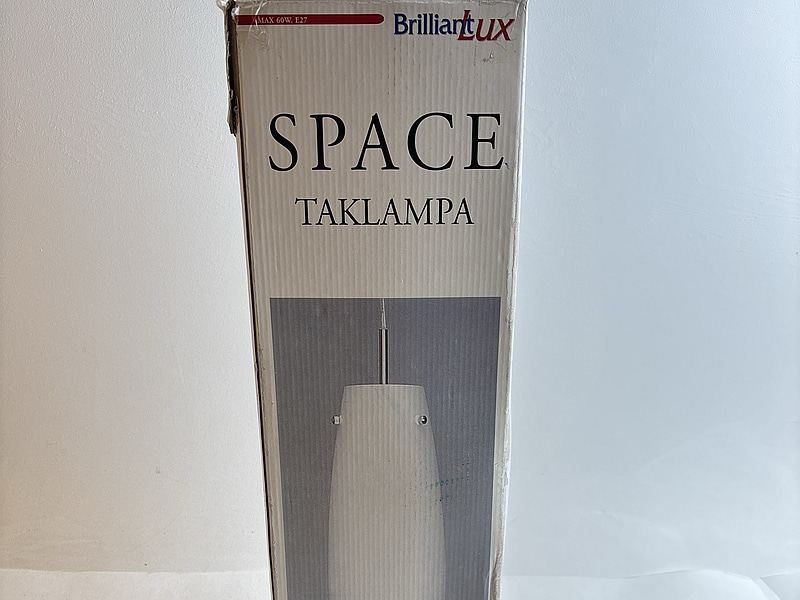 MAX 60W. E27
BrilliantLux
SPACE
TAKLAMPA